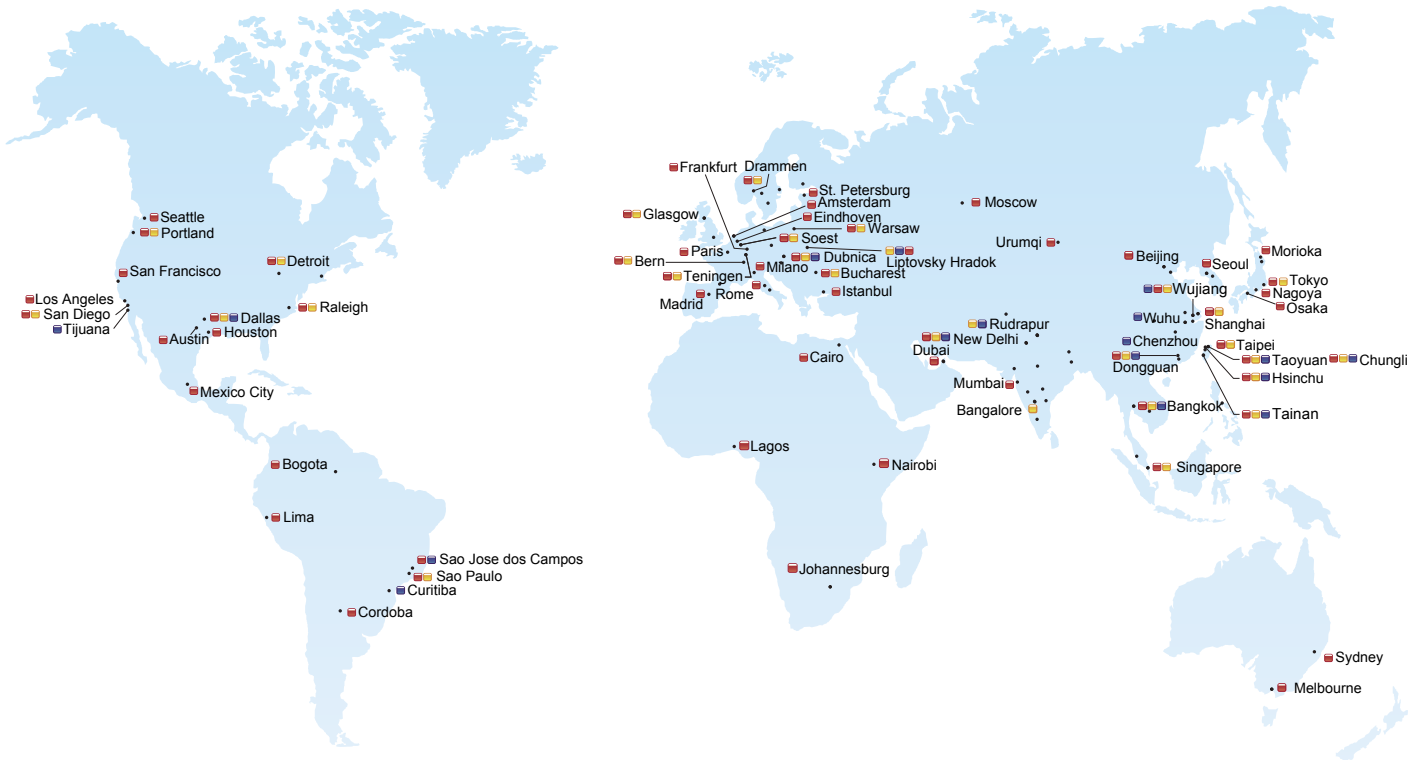 Seattle
Portland
San Francisco
Detroit
Los Angeles
San Diego
Tijuana
Raleigh
Dallas
Houston
Austin
Mexico City
Bogota
Lima
Sao Jose dos Campos
Sao Paulo
Curitiba
Cordoba
Frankfurt
Drammen
St. Petersburg
Amsterdam
Eindhoven
Glasgow
Warsaw
Soest
Paris
Bern
Milano
Dubnica
Liptovsky Hradok
Teningen
Bucharest
Madrid
Rome
Istanbul
Moscow
Urumqi
Beijing
Seoul
Morioka
Tokyo
Nagoya
Osaka
Wujiang
Wuhu
Shanghai
Rudrapur
New Delhi
Chenzhou
Taipei
Cairo
Dubai
Dongguan
Taoyuan
Chungli
Hsinchu
Mumbai
Bangalore
Bangkok
Tainan
Lagos
Nairobi
Singapore
Johannesburg
Sydney
Melbourne